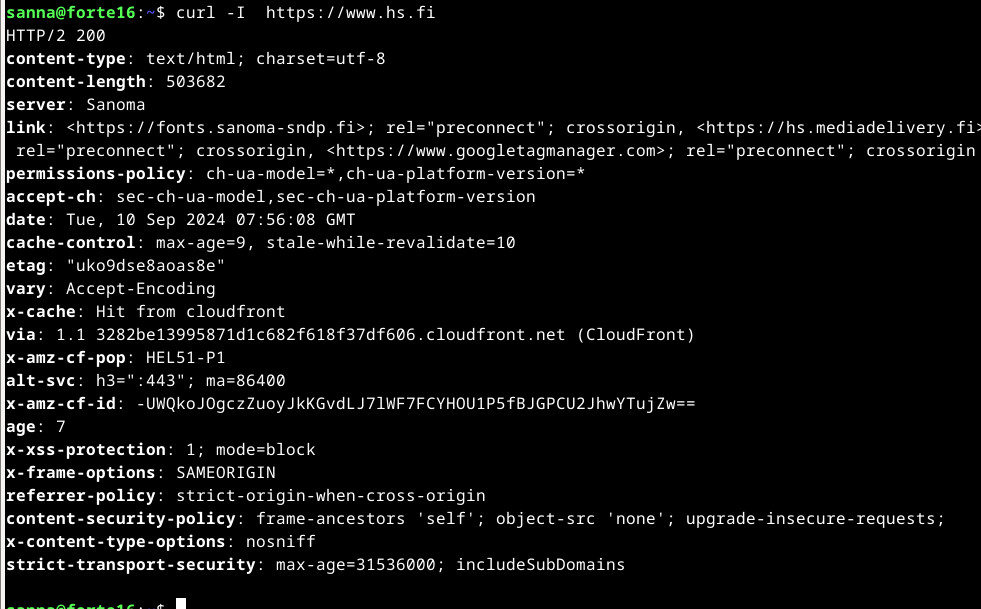 sanna@forte16:~$ curl -I  https://www.hs.fi
HTTP/2 200
content-type: text/html; charset=utf-8
content-length: 503682
server: Sanoma
link: <https://fonts.sanoma-sndp.fi>; rel="preconnect"; crossorigin, <https://hs.mediadelivery.fi>
rel="preconnect"; crossorigin, <https://www.googletagmanager.com>; rel="preconnect"; crossorigin
permissions-policy: ch-ua-model=*,ch-ua-platform-version=*
accept-ch: sec-ch-ua-model,sec-ch-ua-platform-version
date: Tue, 10 Sep 2024 07:56:08 GMT
cache-control: max-age=9, stale-while-revalidate=10
etag: "uko9dse8aoas8e"
vary: Accept-Encoding
x-cache: Hit from cloudfront
via: 1.1 3282be13995871d1c682f618f37df606.cloudfront.net (CloudFront)
x-amz-cf-pop: HEL51-P1
alt-svc: h3=":443"; ma=86400
x-amz-cf-id: -UWQkoJOgczZuoyJkKGvdLJ7lWF7FCYHOU1P5fBJGPCU2JhwYTujZw==
age: 7
x-xss-protection: 1; mode=block
x-frame-options: SAMEORIGIN
referrer-policy: strict-origin-when-cross-origin
content-security-policy: frame-ancestors 'self'; object-src 'none'; upgrade-insecure-requests;
x-content-type-options: nosniff
strict-transport-security: max-age=31536000; includeSubDomains
sanna@forte16:~$